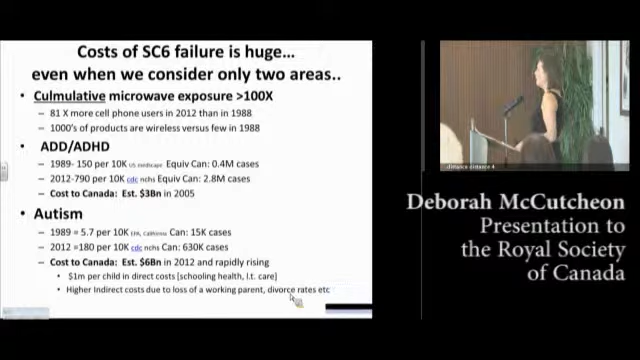 Costs of SC6 failure is huge…
even when we consider only two areas..
• Culmulative microwave exposure >100X
– 81 X more cell phone users in 2012 than in 1988
– 1000's of products are wireless versus few in 1988
• ADD/ADHD
– 1989- 150 per 10K US medscape Equiv Can: 0.4M cases
– 2012-790 per 10K cdc nchs Equiv Can: 2.8M cases
– Cost to Canada: Est. $3Bn in 2005
• Autism
– 1989 = 5.7 per 10K EPA, California Can: 15K cases
– 2012 =180 per 10K cdc nchs Can: 630K cases
– Cost to Canada: Est. $6Bn in 2012 and rapidly rising
• $1m per child in direct costs [schooling health, l.t. care]
• Higher Indirect costs due to loss of a working parent, divorce rates etc
distance distance 4
Deborah McCutcheon
Presentation to
the Royal Society
of Canada